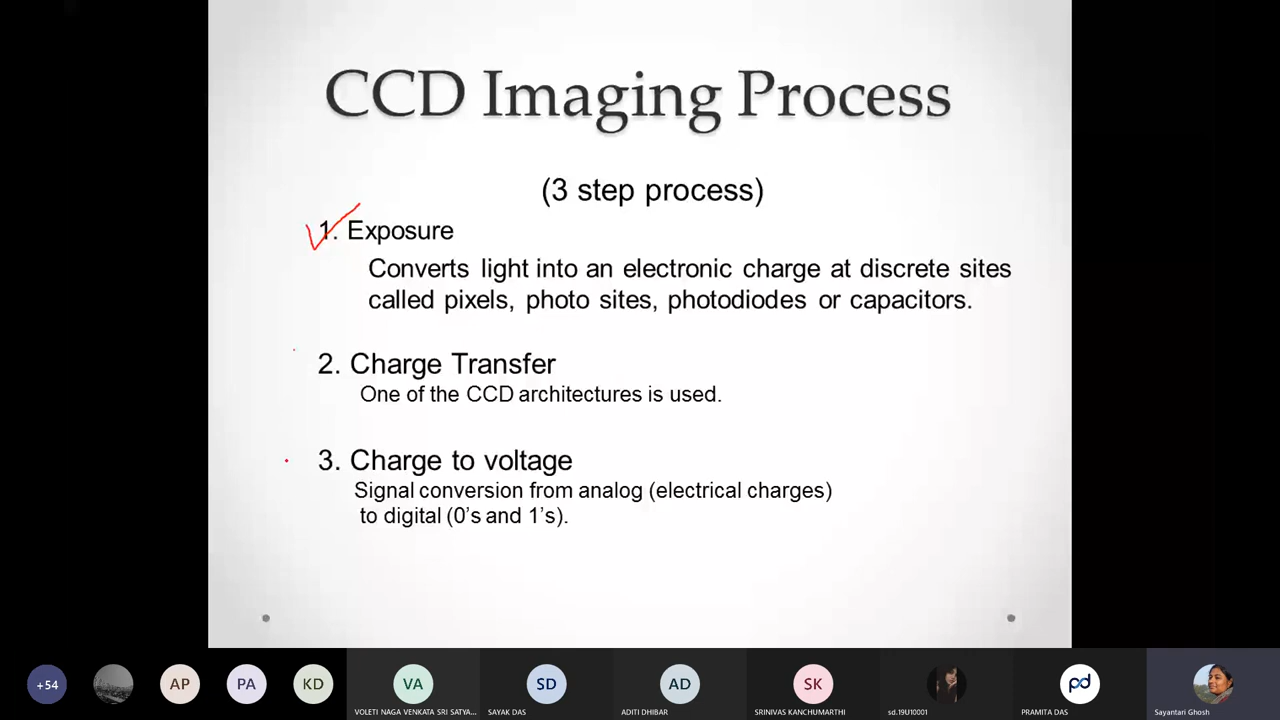 CCD Imaging Process
(3 step process)
1. Exposure
Converts light into an electronic charge at discrete sites
called pixels, photo sites, photodiodes or capacitors.
2. Charge Transfer
One of the CCD architectures is used.
3. Charge to voltage
Signal conversion from analog (electrical charges)
to digital (0’s and 1’s).
+54
AP
PA
KD
VA
SD
AD
SK
pd
VOLETI NAGA VENKATA SRI SATYA...
SAYAK DAS
ADITI DHIBAR
SRINIVAS KANCHUMARTHI
sd.19U10001
PRAMITA DAS
Sayantari Ghosh